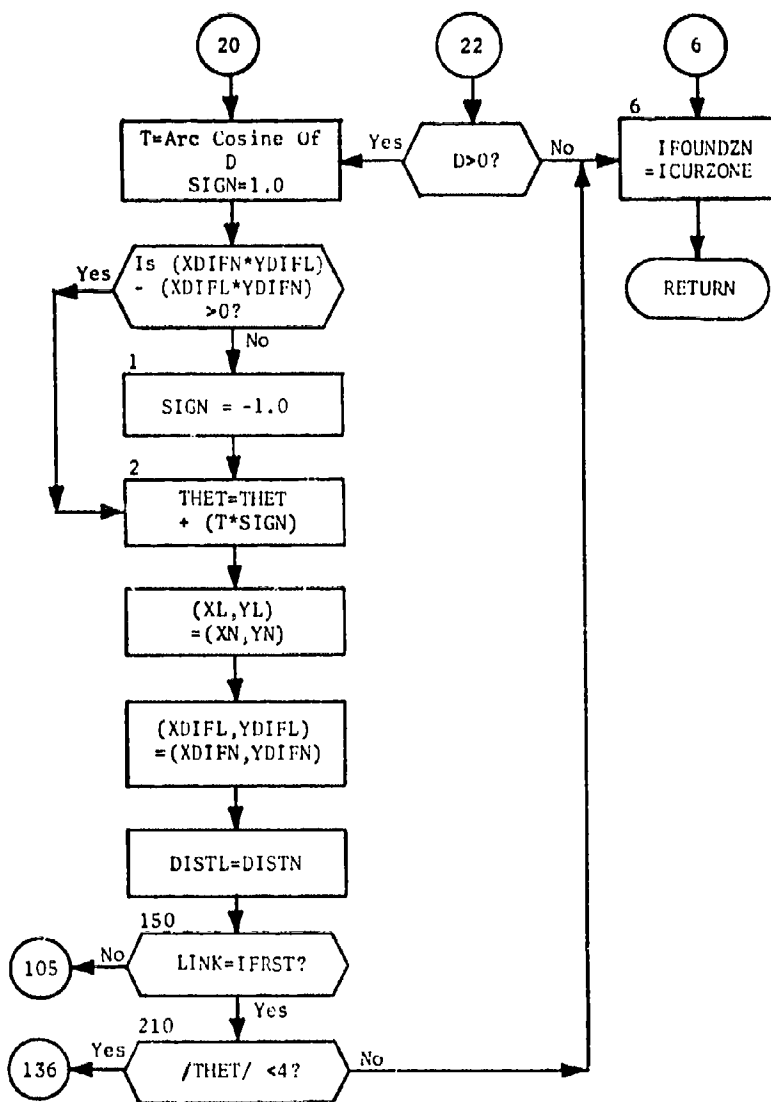 20
22
6
T=Arc Cosine Of
D
SIGN=1.0
Yes
D>0?
No
6
IFOUNDZN
=ICURZONE
RETURN
Yes
Is (XDIFN*YDIFL)
- (XDIFL*YDIFN)
>0?
No
1
SIGN = -1.0
2
THET=THET
+ (T*SIGN)
(XL,YL)
=(XN,YN)
(XDIFL,YDIFL)
=(XDIFN,YDIFN)
DISTL=DISTN
150
105
No
LINK=IFRST?
Yes
210
136
Yes
/THET/ <4?
No